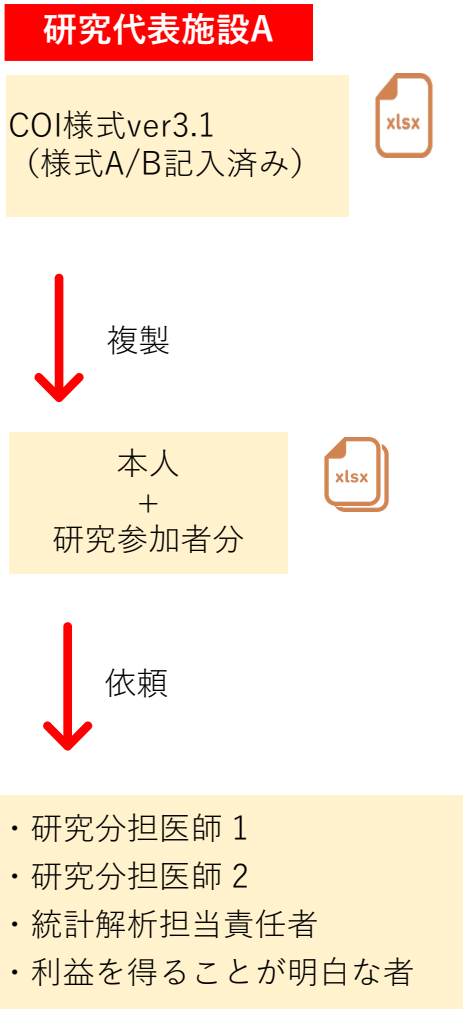 研究代表施設A
COI様式ver3.1
（様式A/B記入済み）
xlsx
複製
本人
+
研究参加者分
xlsx
依頼
・研究分担医師 1
・研究分担医師 2
・統計解析担当責任者
・利益を得ることが明白な者